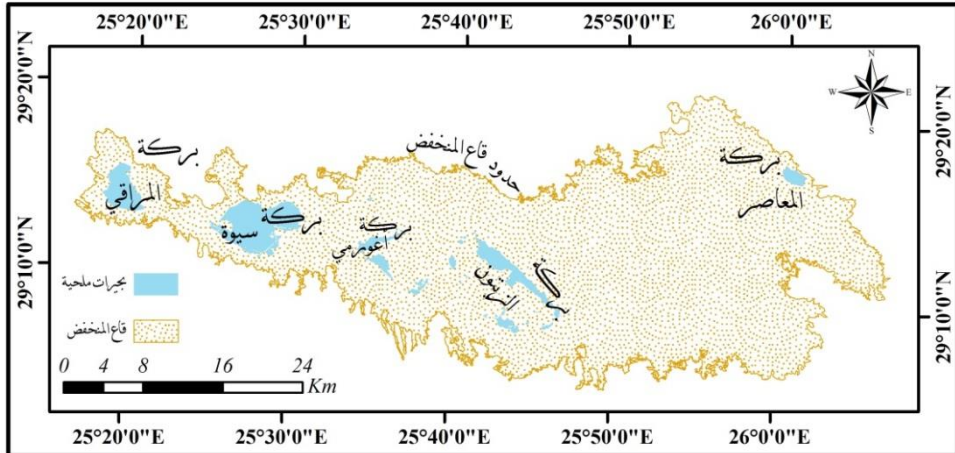 25°20'0"E 25°30'0"E 25°40'0"E 25°50'0"E 26°0'0"E
29°20'0"N
29°20'0"N
N
W E
S
بركة
المراقي
بركة
سيوة
بركة
اغورمي
حدود قاع المنخفض
بركة
الزيتون
بركة
المعاصر
29°10'0"N
29°10'0"N
بحيرات ملحية
قاع المنخفض
0 4 8 16 24
Km
25°20'0"E 25°30'0"E 25°40'0"E 25°50'0"E 26°0'0"E